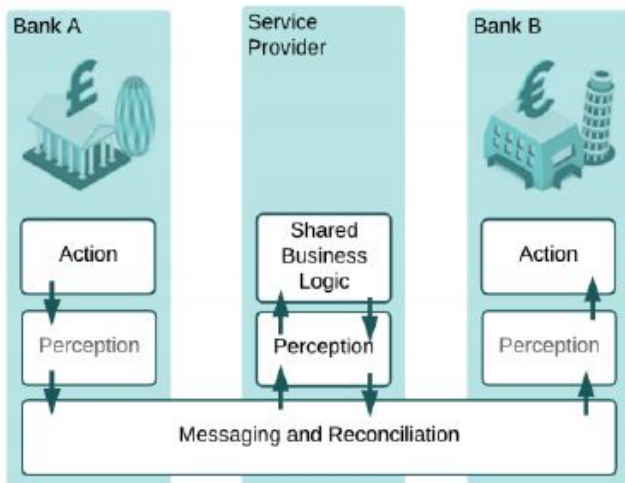 Bank A
Service
Provider
Bank B
£
€
Action
Shared
Business
Logic
Action
Perception
Perception
Perception
Messaging and Reconciliation